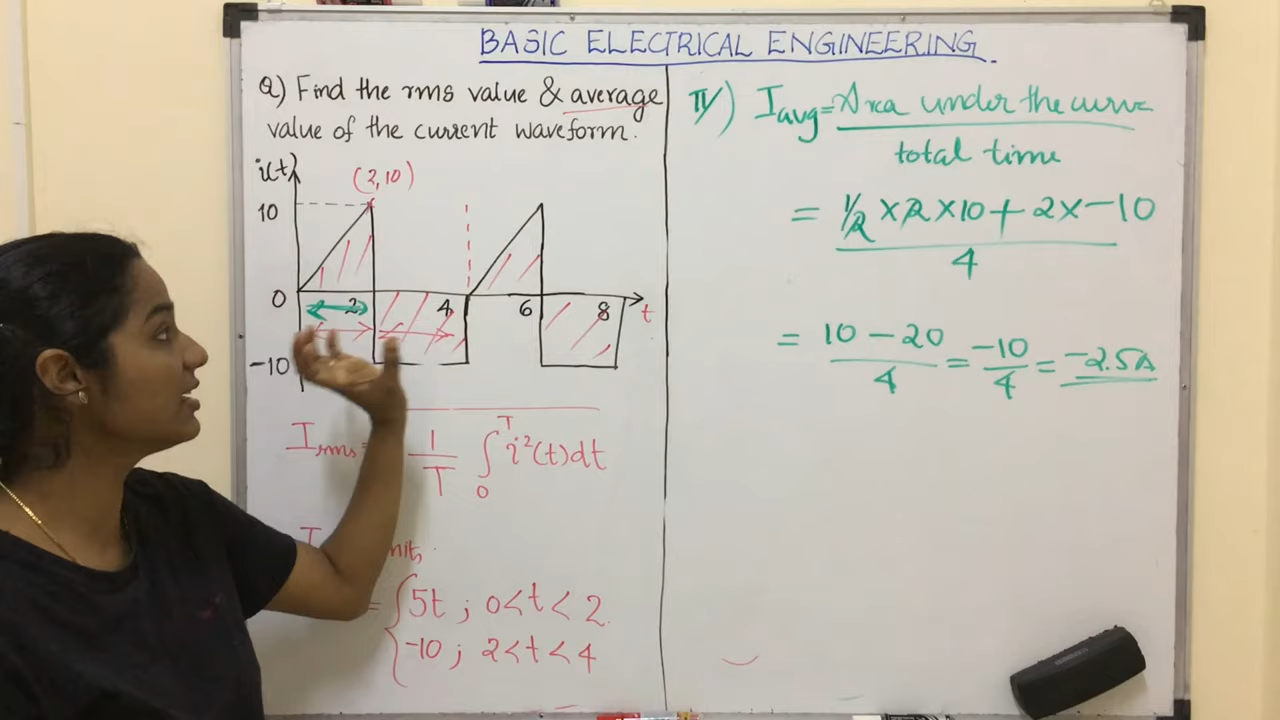 BASIC ELECTRICAL ENGINEERING
Q) Find the rms value & average
value of the current waveform.
i(t)
(2,10)
10
0
2
4
6
8
t
-10
Irms=
1/T ∫0^T i²(t)dt
= { 5t ; 0<t<2
-10 ; 2<t<4
IV) Iavg = Area under the curve
total time
= 1/2 × 2 × 10 + 2 × -10
4
= 10 - 20 / 4 = -10 / 4 = -2.5A